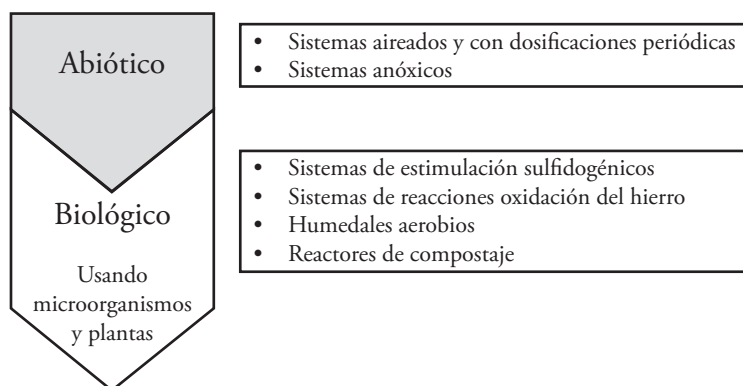 Abiótico
• Sistemas aireados y con dosificaciones periódicas
• Sistemas anóxicos
Biológico
Usando
microorganismos
y plantas
• Sistemas de estimulación sulfidogénicos
• Sistemas de reacciones oxidación del hierro
• Humedales aerobios
• Reactores de compostaje